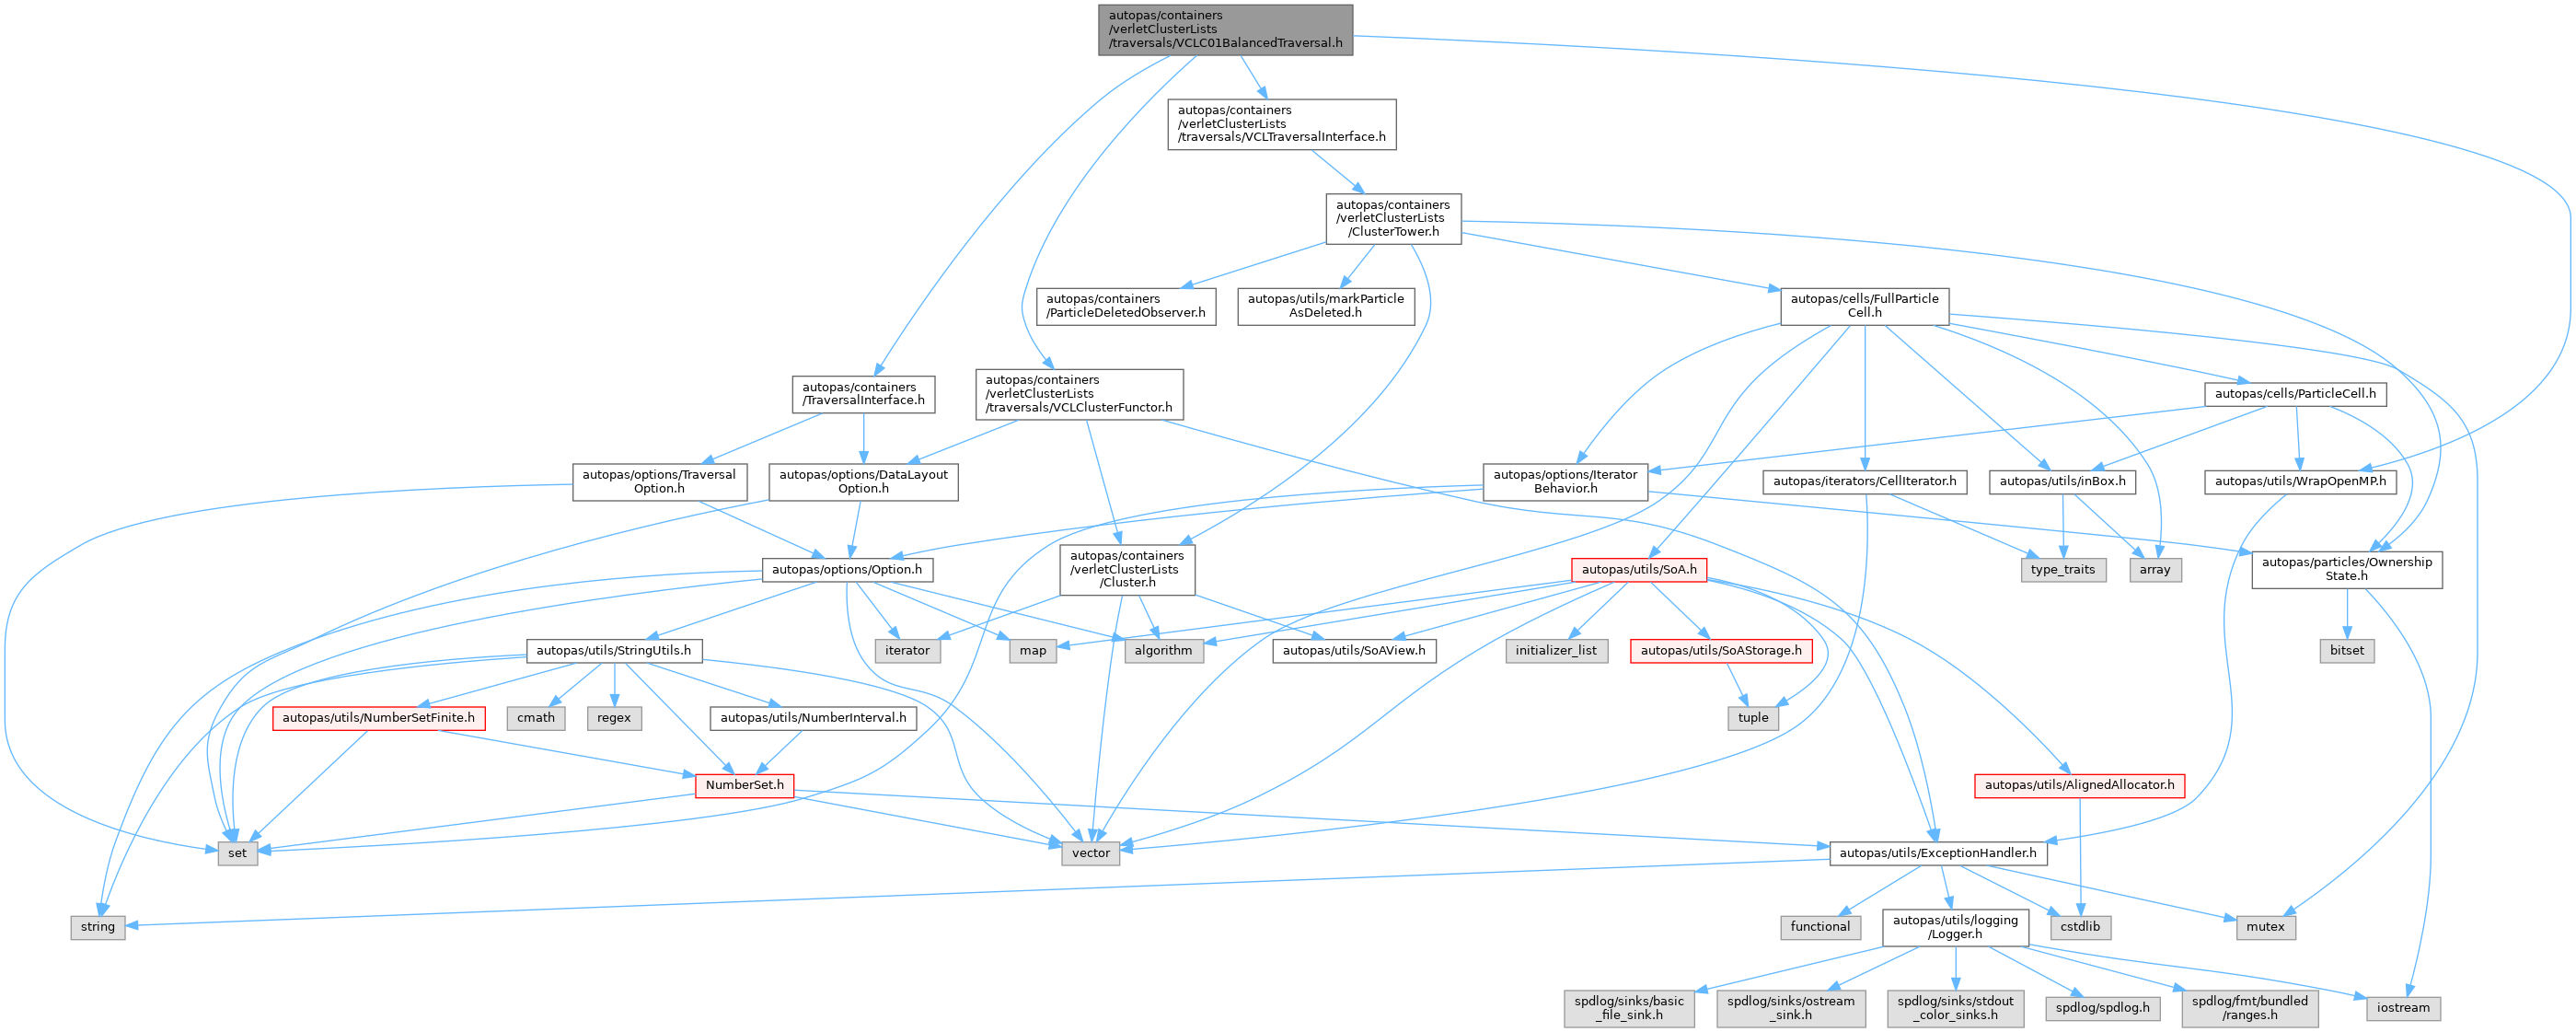 autopas/containers
/verletClusterLists
/traversals/VCLC01BalancedTraversal.h
autopas/containers
/verletClusterLists
/traversals/VCLTraversalInterface.h
autopas/containers
/verletClusterLists
/ClusterTower.h
autopas/containers
/ParticleDeletedObserver.h
autopas/utils/markParticle
AsDeleted.h
autopas/cells/FullParticle
Cell.h
autopas/containers
/TraversalInterface.h
autopas/containers
/verletClusterLists
/traversals/VCLClusterFunctor.h
autopas/cells/ParticleCell.h
autopas/options/Traversal
Option.h
autopas/options/DataLayout
Option.h
autopas/options/Iterator
Behavior.h
autopas/iterators/CellIterator.h
autopas/utils/inBox.h
autopas/utils/WrapOpenMP.h
autopas/options/Option.h
autopas/containers
/verletClusterLists
/Cluster.h
autopas/utils/SoA.h
type_traits
array
autopas/particles/Ownership
State.h
autopas/utils/StringUtils.h
iterator
map
algorithm
autopas/utils/SoAView.h
initializer_list
autopas/utils/SoAStorage.h
bitset
autopas/utils/NumberSetFinite.h
cmath
regex
autopas/utils/NumberInterval.h
tuple
NumberSet.h
autopas/utils/AlignedAllocator.h
set
vector
autopas/utils/ExceptionHandler.h
string
functional
autopas/utils/logging
/Logger.h
cstdlib
mutex
spdlog/sinks/basic
_file_sink.h
spdlog/sinks/ostream
_sink.h
spdlog/sinks/stdout
_color_sinks.h
spdlog/spdlog.h
spdlog/fmt/bundled
/ranges.h
iostream